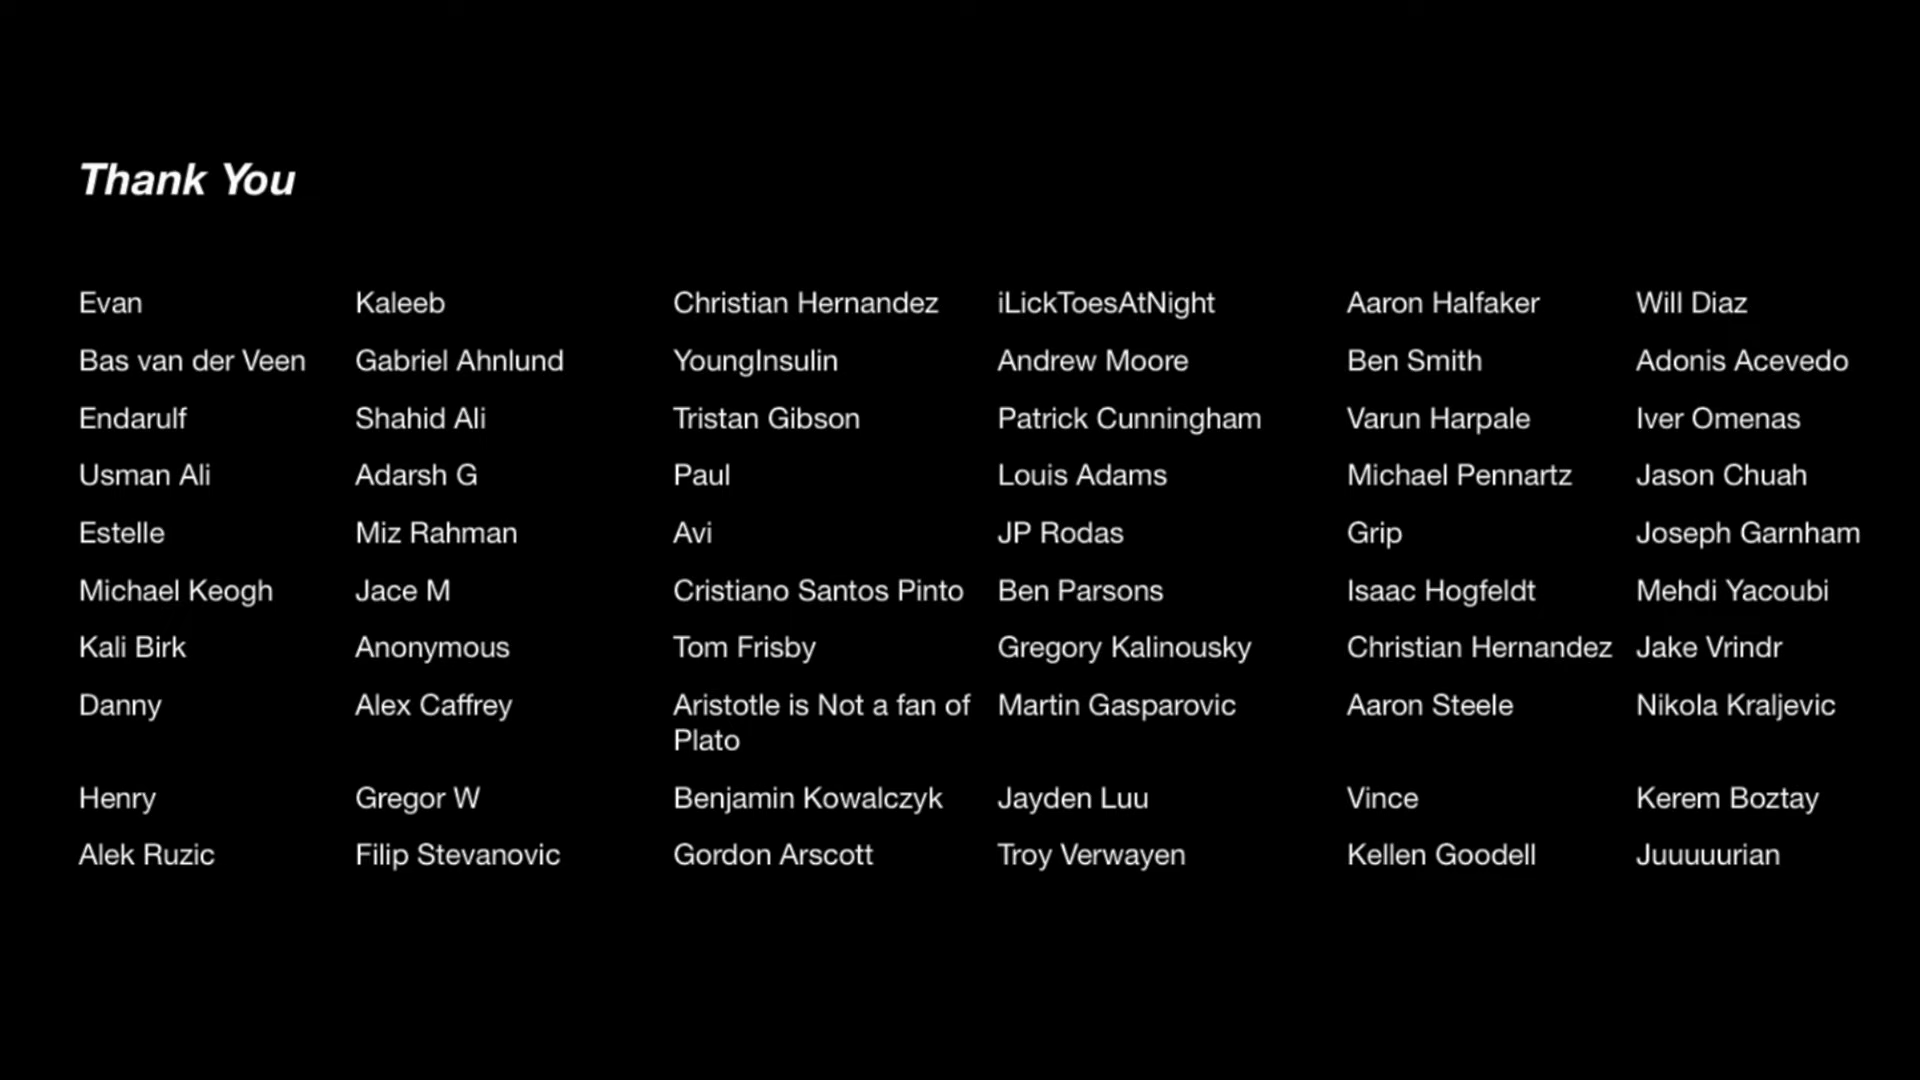 Thank You
Evan Kaleeb Christian Hernandez iLickToesAtNight Aaron Halfaker Will Diaz
Bas van der Veen Gabriel Ahnlund YoungInsulin Andrew Moore Ben Smith Adonis Acevedo
Endarulf Shahid Ali Tristan Gibson Patrick Cunningham Varun Harpale Iver Omenas
Usman Ali Adarsh G Paul Louis Adams Michael Pennartz Jason Chuah
Estelle Miz Rahman Avi JP Rodas Grip Joseph Garnham
Michael Keogh Jace M Cristiano Santos Pinto Ben Parsons Isaac Hogfeldt Mehdi Yacoubi
Kali Birk Anonymous Tom Frisby Gregory Kalinousky Christian Hernandez Jake Vrindr
Danny Alex Caffrey Aristotle is Not a fan of Martin Gasparovic Aaron Steele Nikola Kraljevic
Plato
Henry Gregor W Benjamin Kowalczyk Jayden Luu Vince Kerem Boztay
Alek Ruzic Filip Stevanovic Gordon Arscott Troy Verwayen Kellen Goodell Juuuuurian